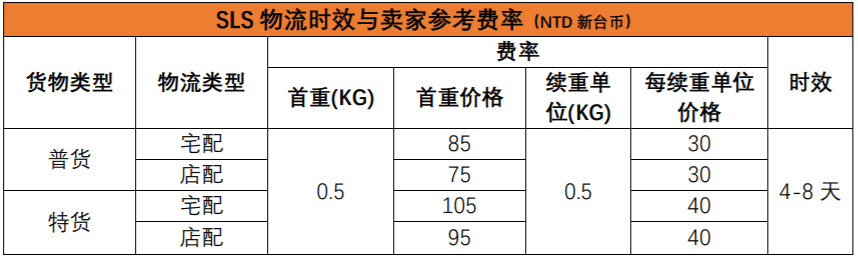 SLS 物流时效与卖家参考费率 (NTD 新台币)
货物类型 物流类型 费率 时效
首重(KG) 首重价格 续重单位(KG) 每续重单位价格
普货 宅配 0.5 85 0.5 30 4-8 天
店配 75 30
特货 宅配 105 40
店配 95 40